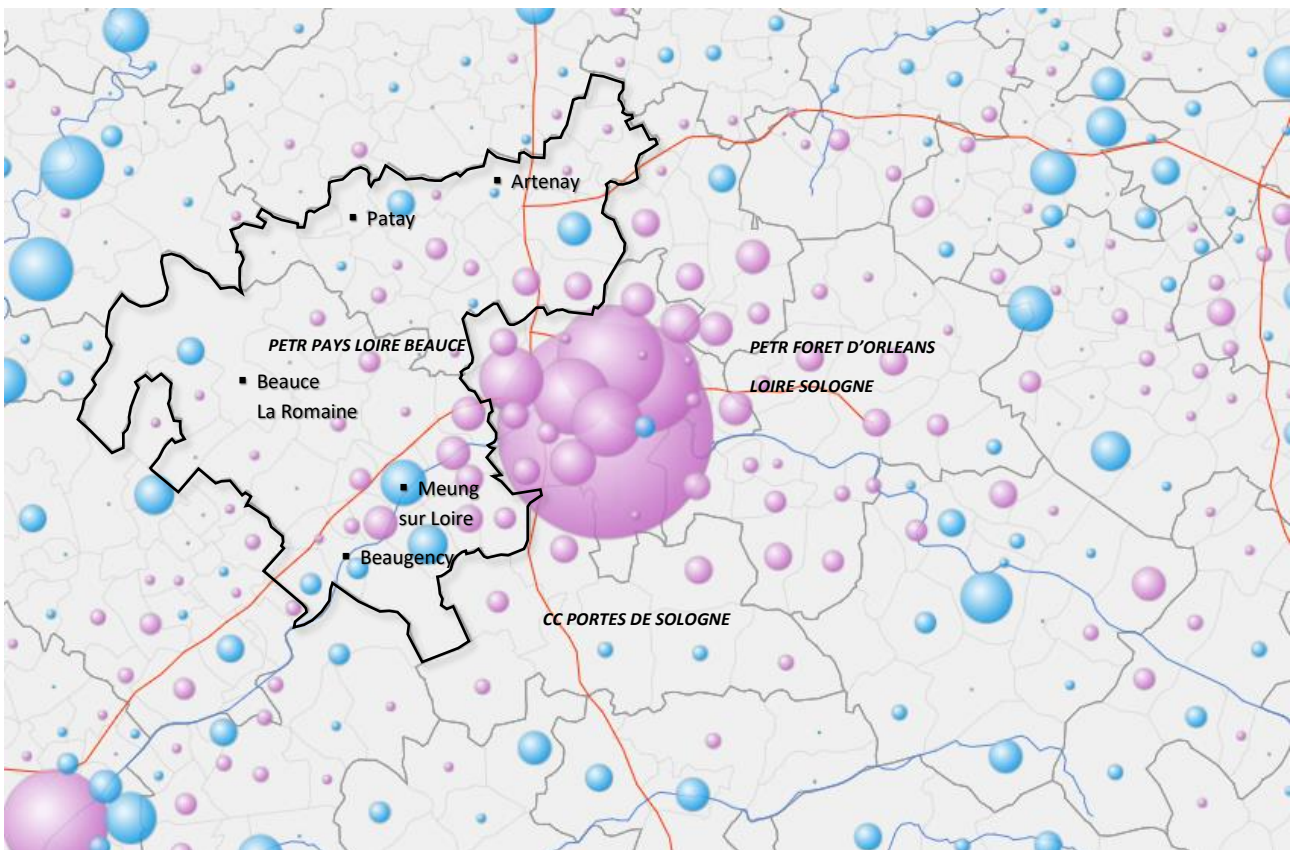 Artenay
Patay
PETR PAYS LOIRE BEAUCE
PETR FORET D'ORLEANS
LOIRE SOLOGNE
Beauce
La Romaine
Meung
sur Loire
Beaugency
CC PORTES DE SOLOGNE